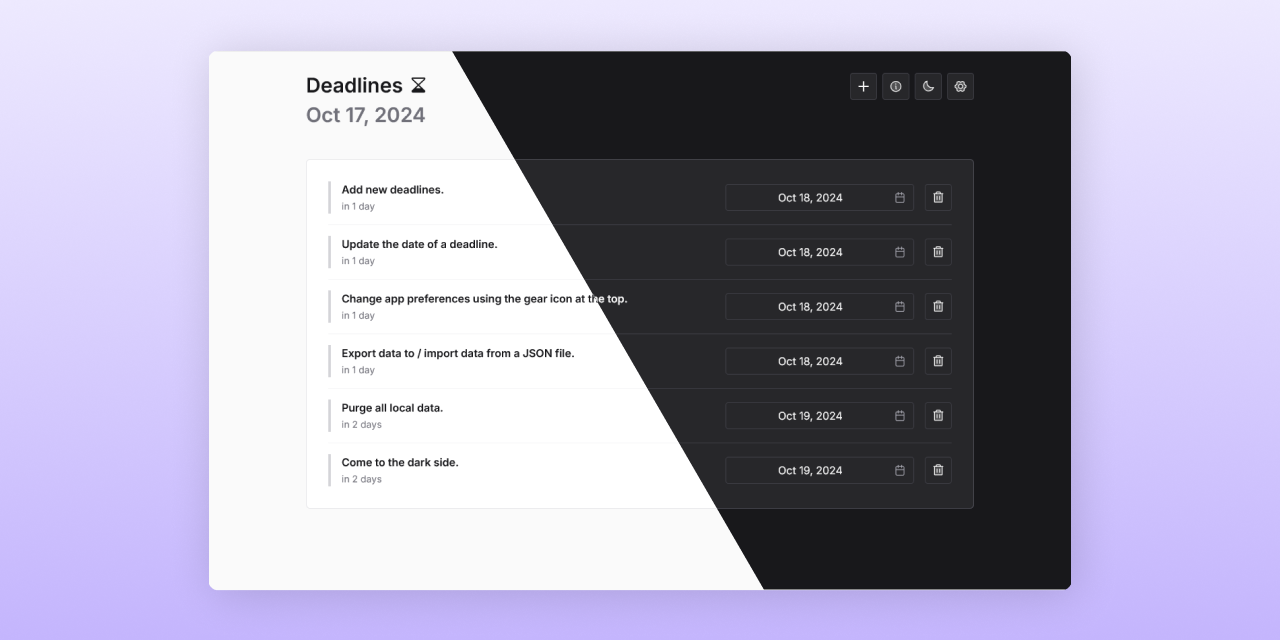 Deadlines
Oct 17, 2024
Add new deadlines.
in 1 day
Oct 18, 2024
Update the date of a deadline.
in 1 day
Oct 18, 2024
Change app preferences using the gear icon at the top.
in 1 day
Oct 18, 2024
Export data to / import data from a JSON file.
in 1 day
Oct 18, 2024
Purge all local data.
in 2 days
Oct 19, 2024
Come to the dark side.
in 2 days
Oct 19, 2024